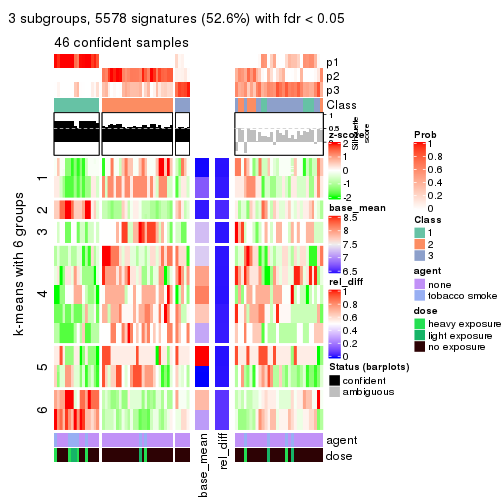 3 subgroups, 5578 signatures (52.6%) with fdr < 0.05
46 confident samples
p1
p2
p3
Class
1
0.5
0
Silhouette
score
k-means with 6 groups
1
2
3
4
5
6
agent
dose
base_mean
rel_diff
z-score
2
1
0
-1
-2
base_mean
8.5
7.5
6.5
rel_diff
1
0.8
0.6
0.4
0.2
0
Status (barplots)
confident
ambiguous
Prob
1
0.8
0.6
0.4
0.2
0
Class
1
2
3
agent
none
tobacco smoke
dose
heavy exposure
light exposure
no exposure